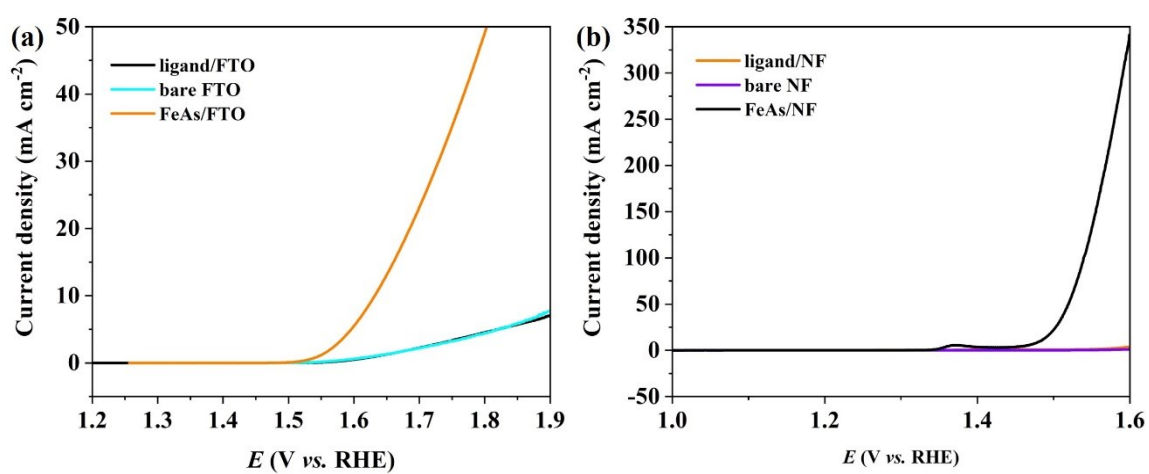 (a)
50
40
30
20
10
0
Current density (mA cm-2)
ligand/FTO
bare FTO
FeAs/FTO
1.2 1.3 1.4 1.5 1.6 1.7 1.8 1.9
E (V vs. RHE)
(b)
350
300
250
200
150
100
50
0
-50
Current density (mA cm-2)
ligand/NF
bare NF
FeAs/NF
1.0 1.2 1.4 1.6
E (V vs. RHE)